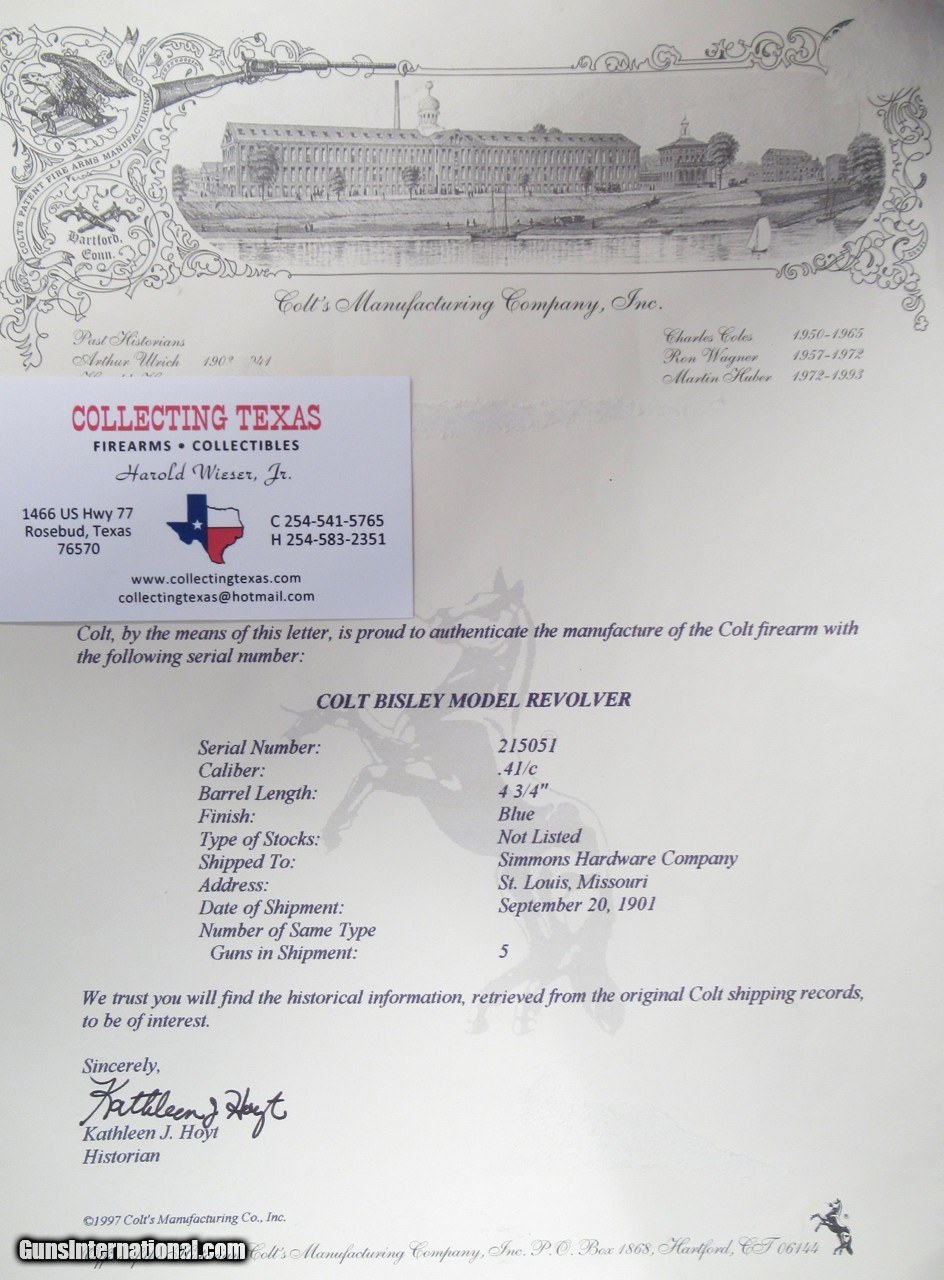 COLT'S PATENT FIRE ARMS MANUFACTURING
Hartford,
Conn.
Colt's Manufacturing Company, Inc.
Past Historians
Arthur Ulrich
Charles Coles 1950-1965
Ron Wagner 1957-1972
Martin Huber 1972-1993
COLLECTING TEXAS
FIREARMS • COLLECTIBLES
Harold Wieser, Jr.
1466 US Hwy 77
Rosebud, Texas
76570
C 254-541-5765
H 254-583-2351
www.collectingtexas.com
collectingtexas@hotmail.com
Colt, by the means of this letter, is proud to authenticate the manufacture of the Colt firearm with
the following serial number:
COLT BISLEY MODEL REVOLVER
Serial Number: 215051
Caliber: .41/c
Barrel Length: 4 3/4"
Finish: Blue
Type of Stocks: Not Listed
Shipped To: Simmons Hardware Company
Address: St. Louis, Missouri
Date of Shipment: September 20, 1901
Number of Same Type
Guns in Shipment: 5
We trust you will find the historical information, retrieved from the original Colt shipping records,
to be of interest.
Sincerely,
Kathleen J Hoyt
Kathleen J. Hoyt
Historian
©1997 Colt's Manufacturing Co., Inc.
GunsInternational.com
Colt's Manufacturing Company, Inc. P.O. Box 1868, Hartford, CT 06144